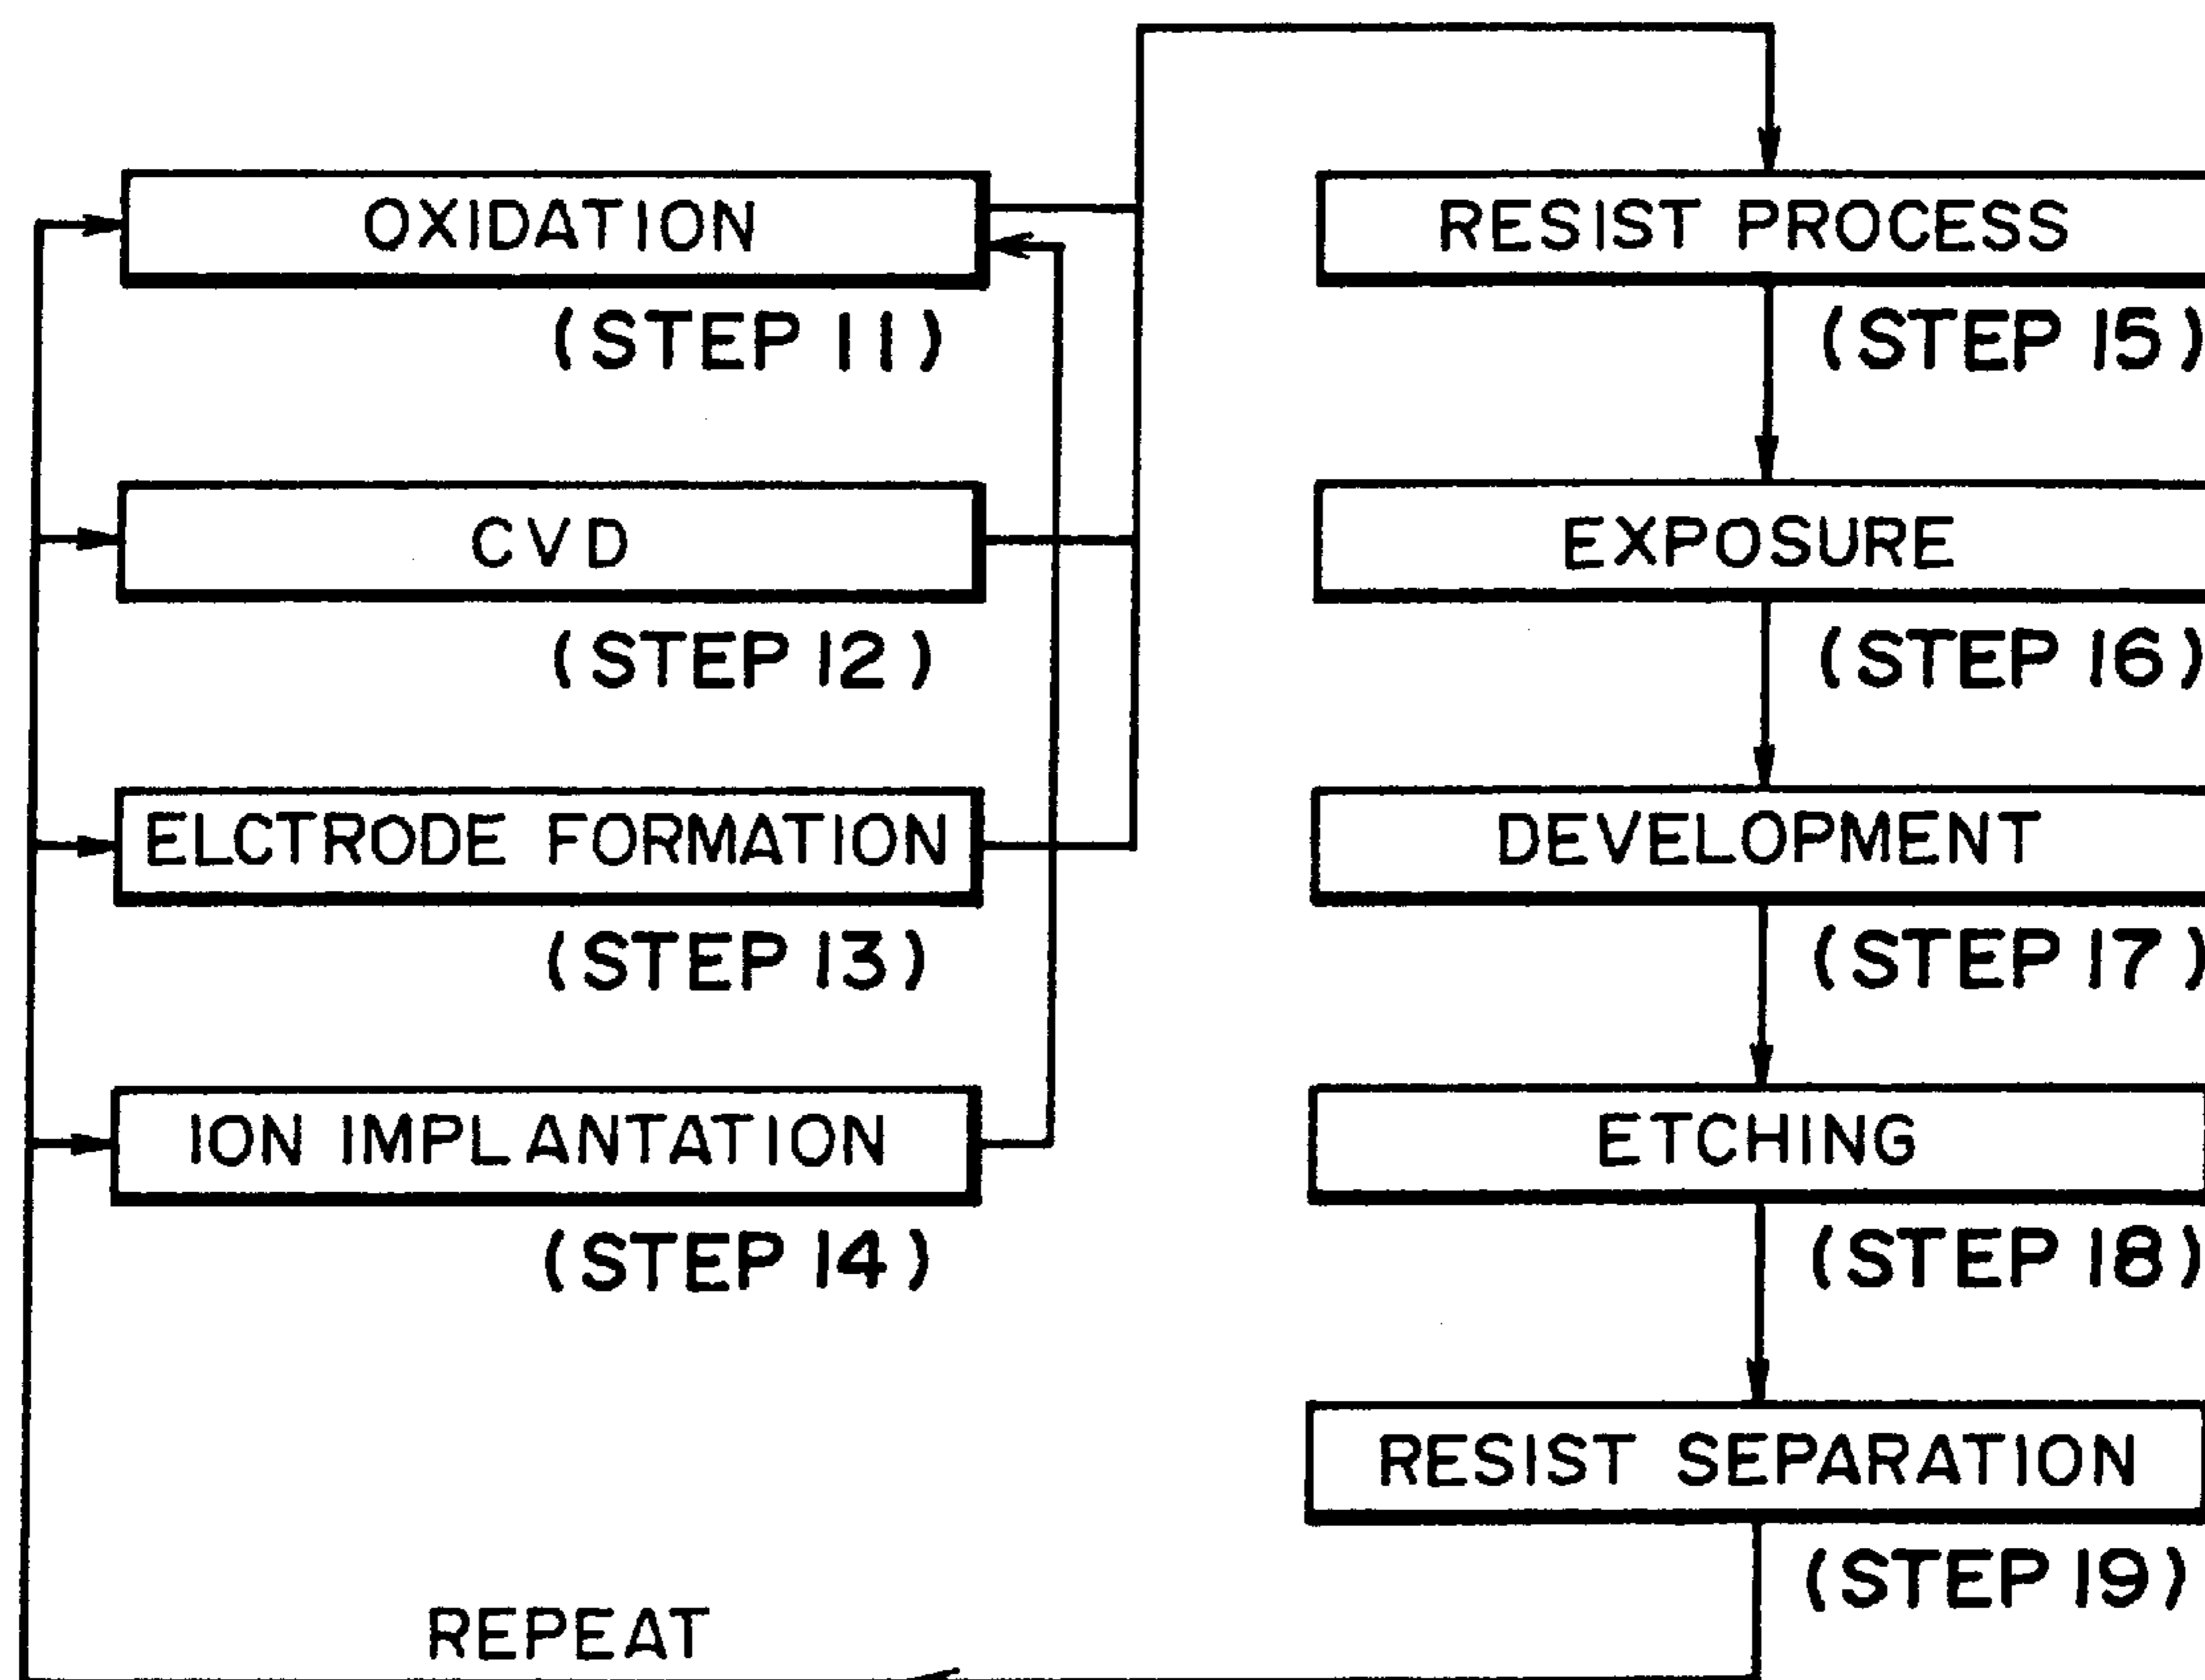 OXIDATION
(STEP 11)
CVD
(STEP 12)
ELCTRODE FORMATION
(STEP 13)
ION IMPLANTATION
(STEP 14)
RESIST PROCESS
(STEP 15)
EXPOSURE
(STEP 16)
DEVELOPMENT
(STEP 17)
ETCHING
(STEP 18)
RESIST SEPARATION
(STEP 19)
REPEAT